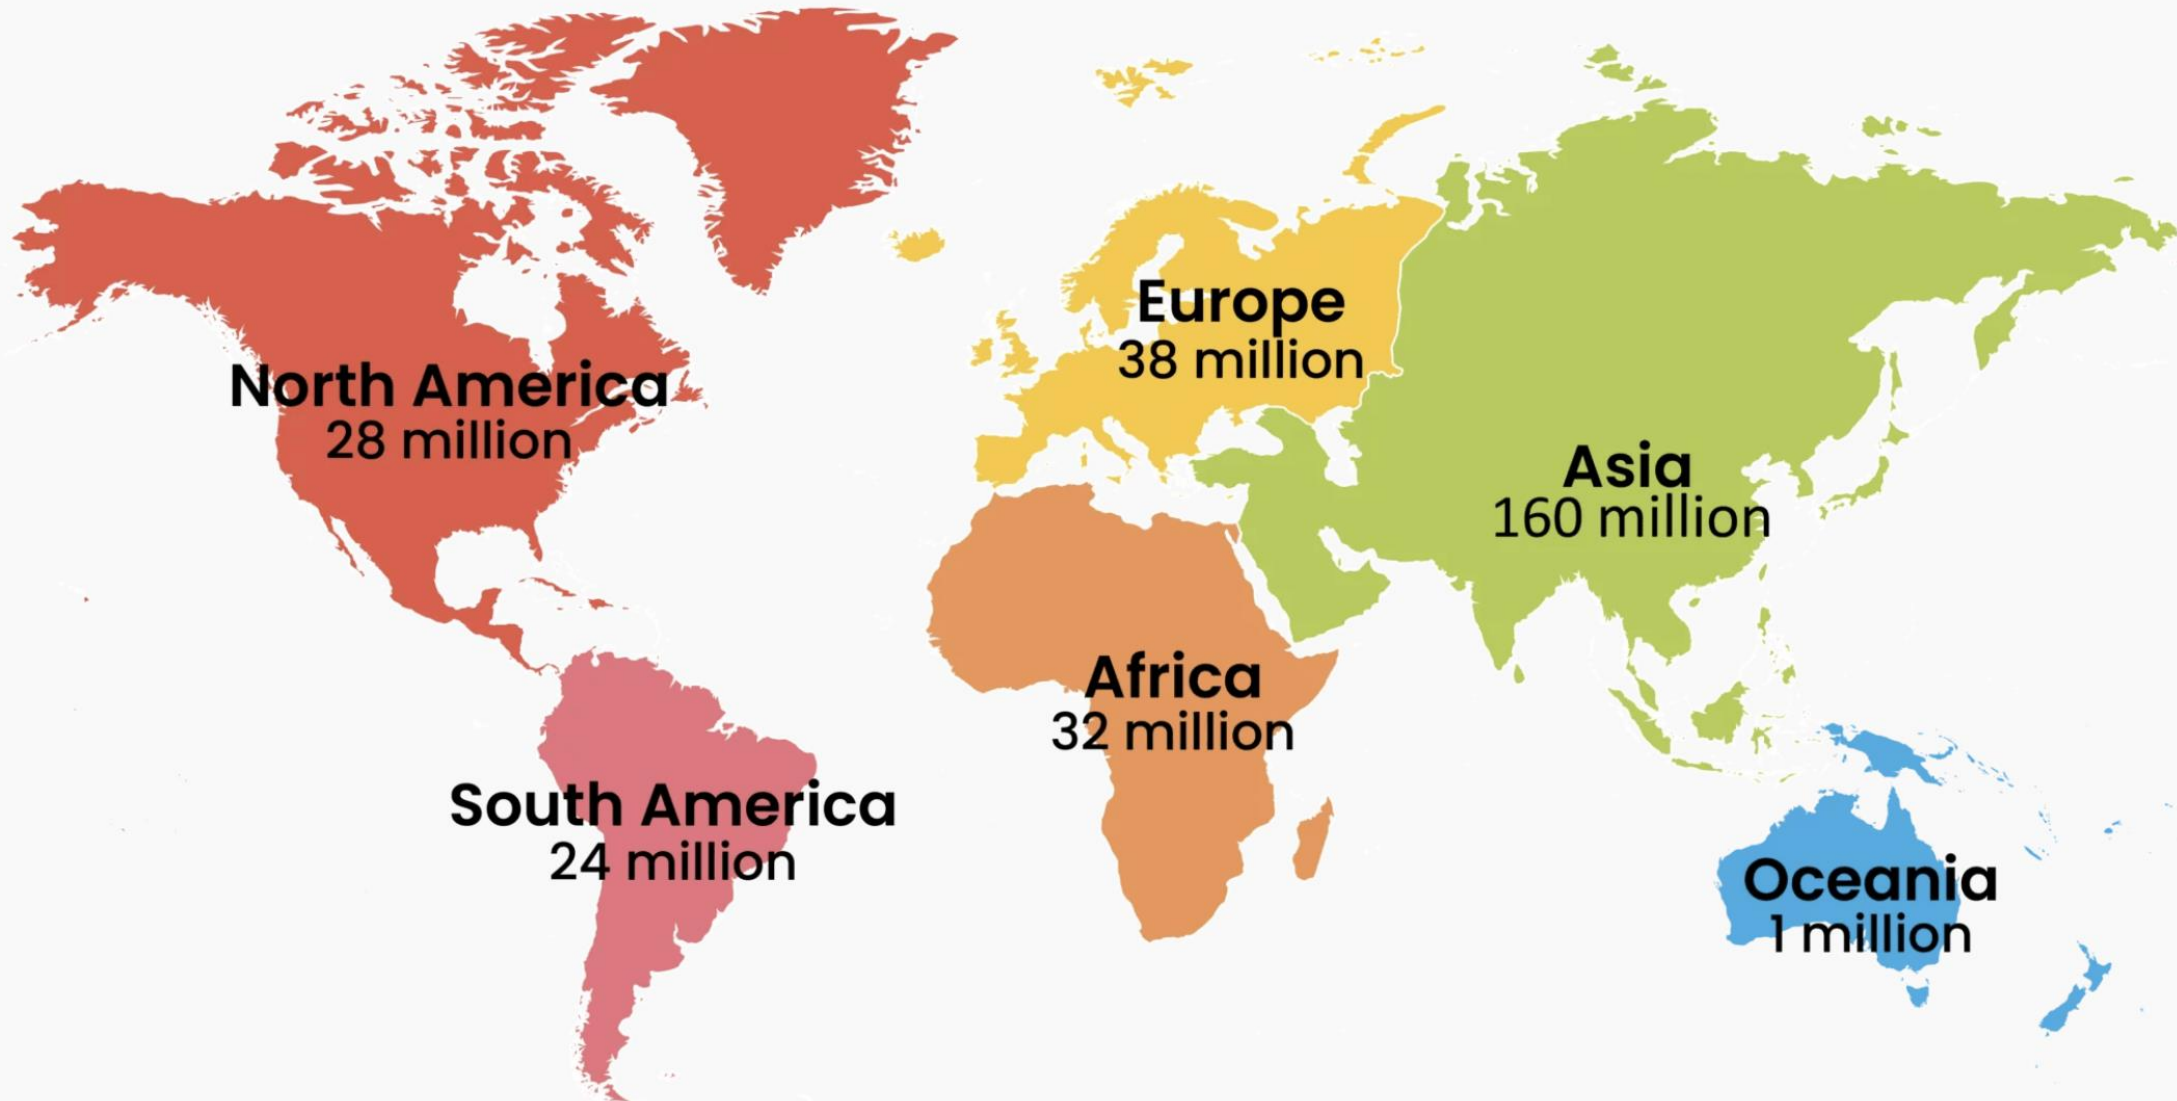 North America
28 million
Europe
38 million
Asia
160 million
Africa
32 million
South America
24 million
Oceania
1 million